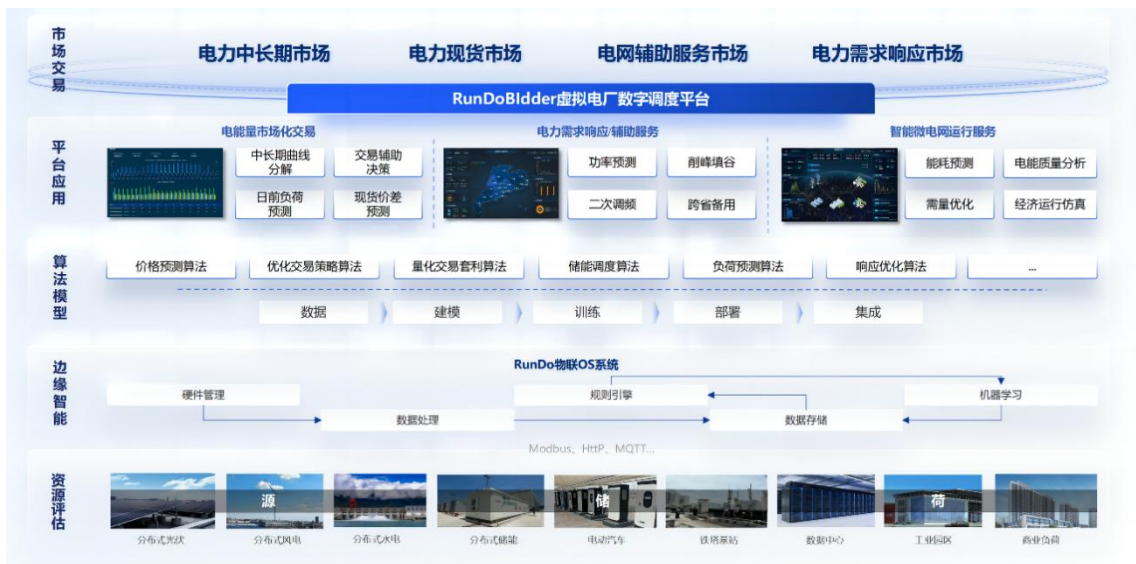 市场交易
电力中长期市场
电力现货市场
电网辅助服务市场
电力需求响应市场
RunDoBIdder虚拟电厂数字调度平台
平台应用
电能量市场化交易
中长期曲线
分解
交易辅助
决策
日前负荷
预测
现货价差
预测
电力需求响应/辅助服务
功率预测
削峰填谷
二次调频
跨省备用
智能微电网运行服务
能耗预测
电能质量分析
需量优化
经济运行仿真
算法模型
价格预测算法
优化交易策略算法
量化交易套利算法
储能调度算法
负荷预测算法
响应优化算法
...
数据
建模
训练
部署
集成
边缘智能
RunDo物联OS系统
硬件管理
规则引擎
机器学习
数据处理
数据存储
Modbus、HttP、MQTT...
资源评估
源
储
荷
分布式光伏
分布式风电
分布式水电
分布式储能
电动汽车
铁塔基站
数据中心
工业园区
商业负荷